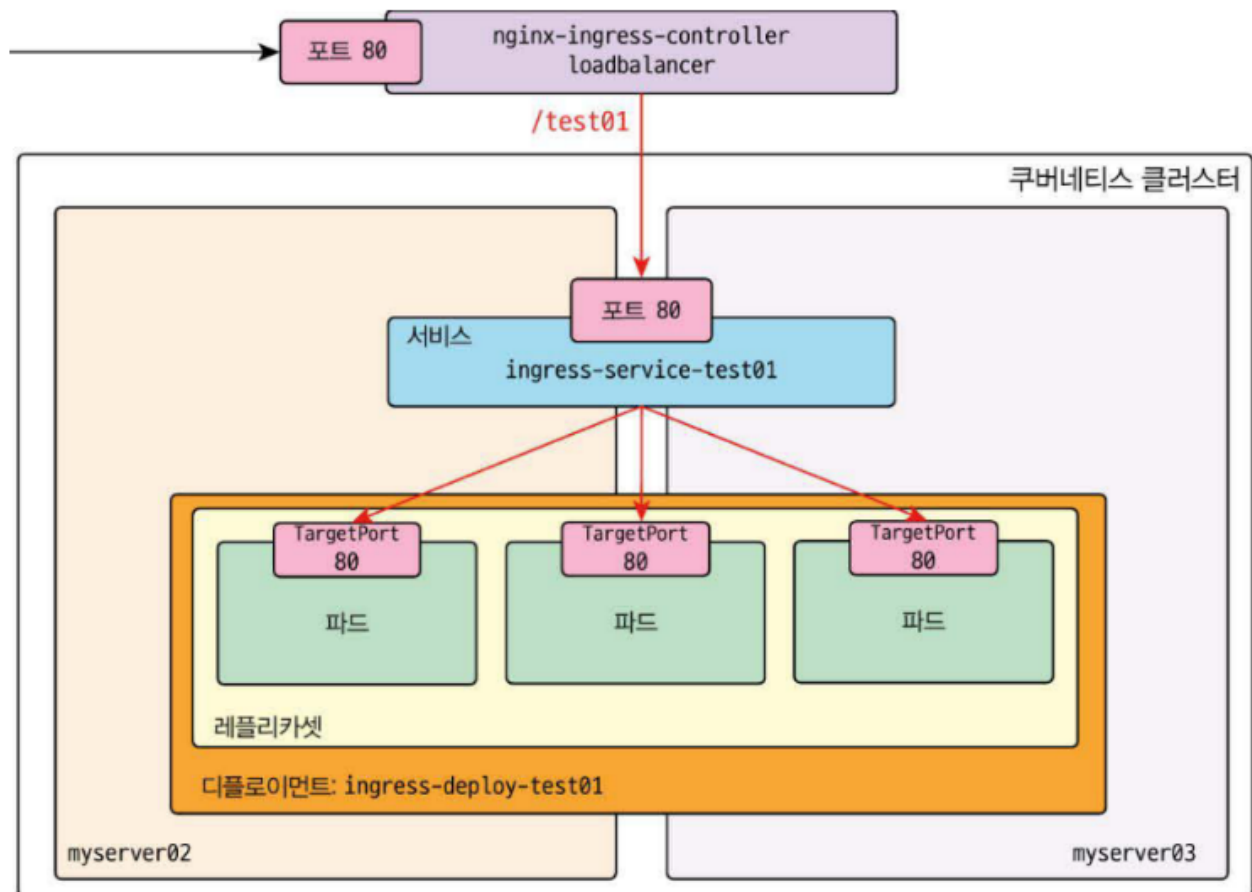 포트 80
nginx-ingress-controller
loadbalancer
/test01
쿠버네티스 클러스터
포트 80
서비스
ingress-service-test01
TargetPort
80
TargetPort
80
TargetPort
80
파드
파드
파드
레플리카셋
디플로이먼트: ingress-deploy-test01
myserver02
myserver03